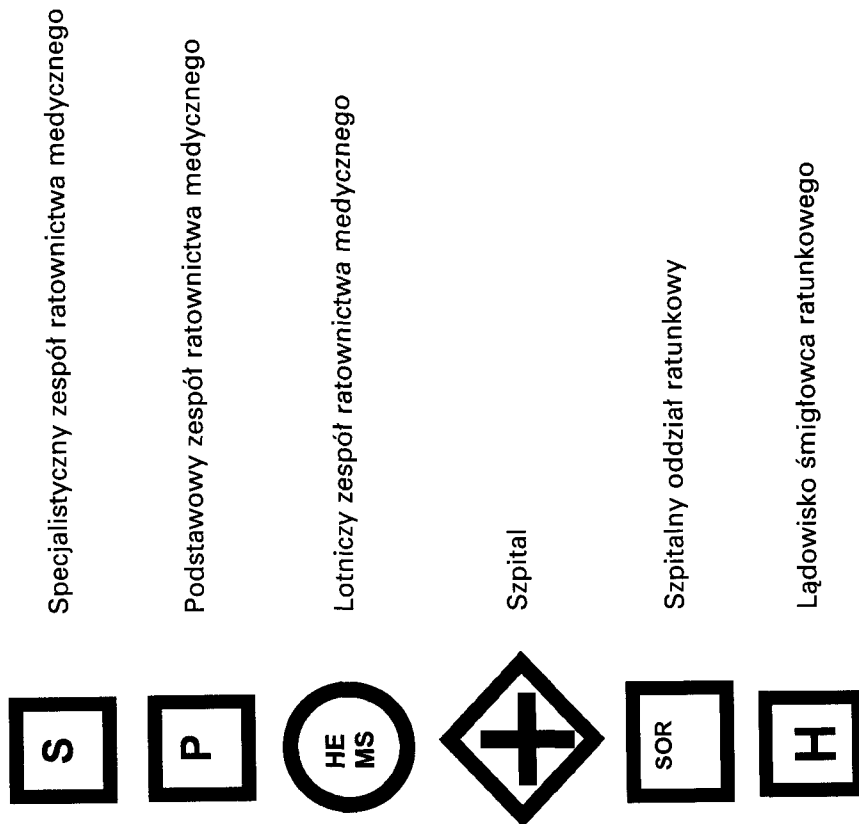 S Specjalistyczny zespół ratownictwa medycznego
P Podstawowy zespół ratownictwa medycznego
HE
MS Lotniczy zespół ratownictwa medycznego
Szpital
SOR Szpitalny oddział ratunkowy
H Lądowisko śmigłowca ratunkowego